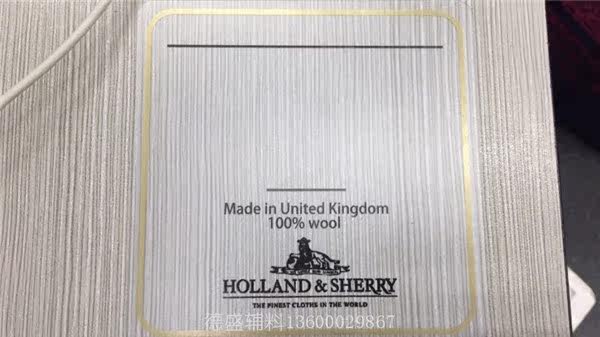 Made in United Kingdom
100% wool
HOLLAND & SHERRY
THE FINEST CLOTHS IN THE WORLD
德盛辅料13600029867